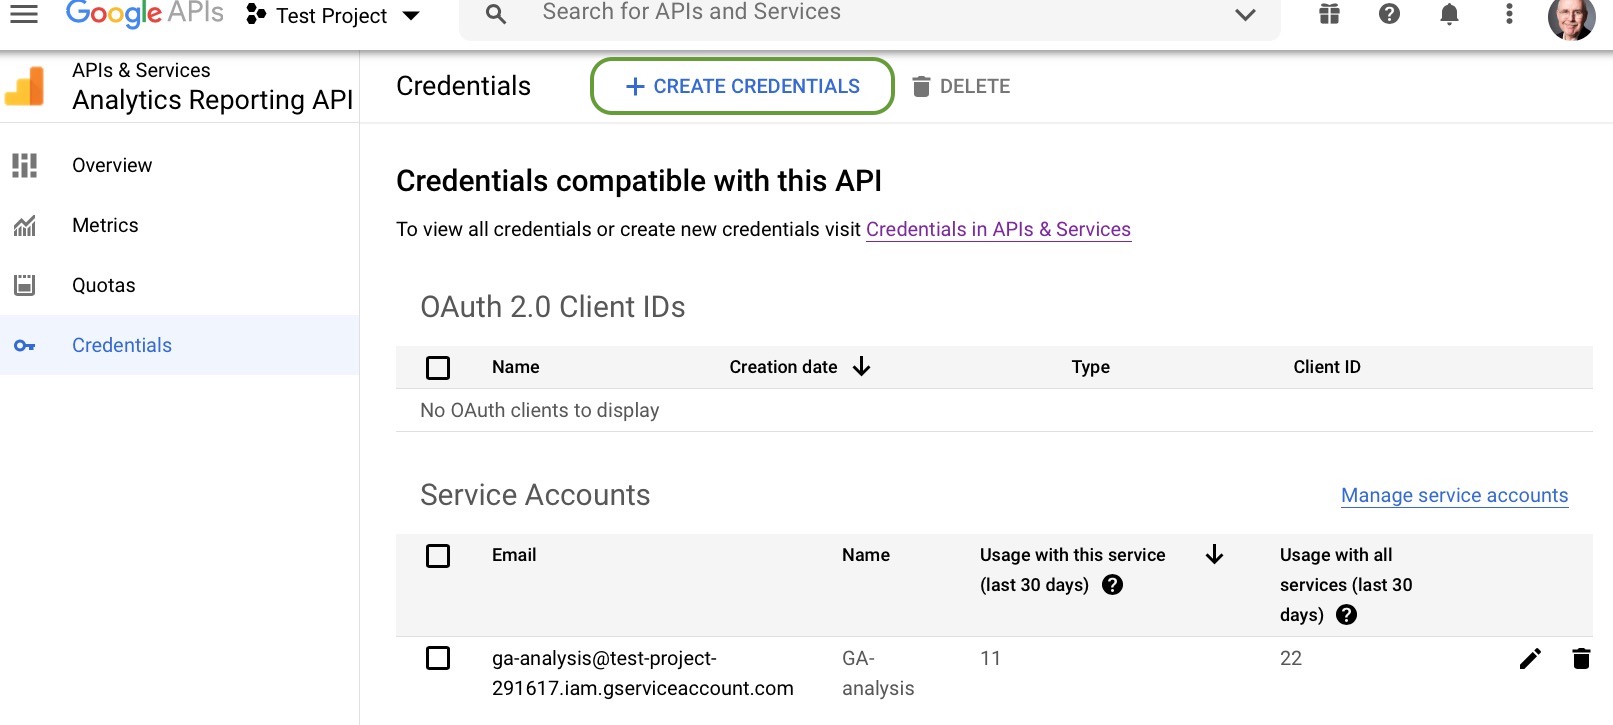 Google APIs
Test Project
Search for APIs and Services
APIs & Services
Analytics Reporting API
Credentials
+ CREATE CREDENTIALS
DELETE
Overview
Metrics
Quotas
Credentials
Credentials compatible with this API
To view all credentials or create new credentials visit Credentials in APIs & Services
OAuth 2.0 Client IDs
Name
Creation date
Type
Client ID
No OAuth clients to display
Service Accounts
Manage service accounts
Email
Name
Usage with this service
(last 30 days)
Usage with all
services (last 30
days)
ga-analysis@test-project-
291617.iam.gserviceaccount.com
GA-
analysis
11
22